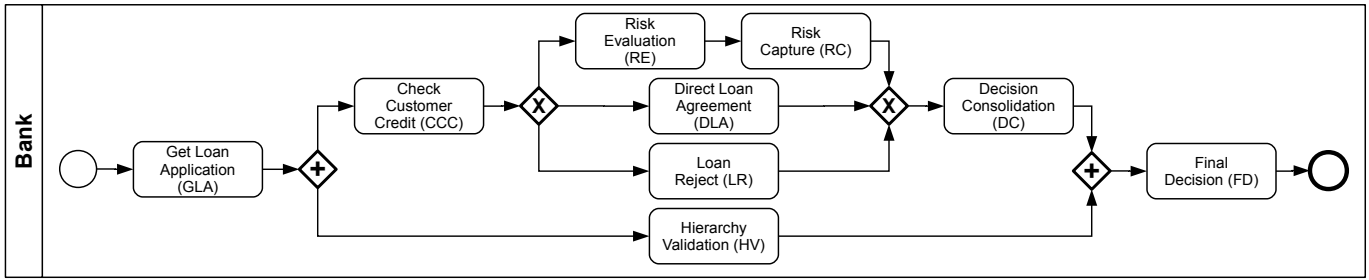 Bank
Get Loan
Application
(GLA)
+
Check
Customer
Credit (CCC)
X
Risk
Evaluation
(RE)
Risk
Capture (RC)
Direct Loan
Agreement
(DLA)
Loan
Reject (LR)
Hierarchy
Validation (HV)
X
Decision
Consolidation
(DC)
+
Final
Decision (FD)